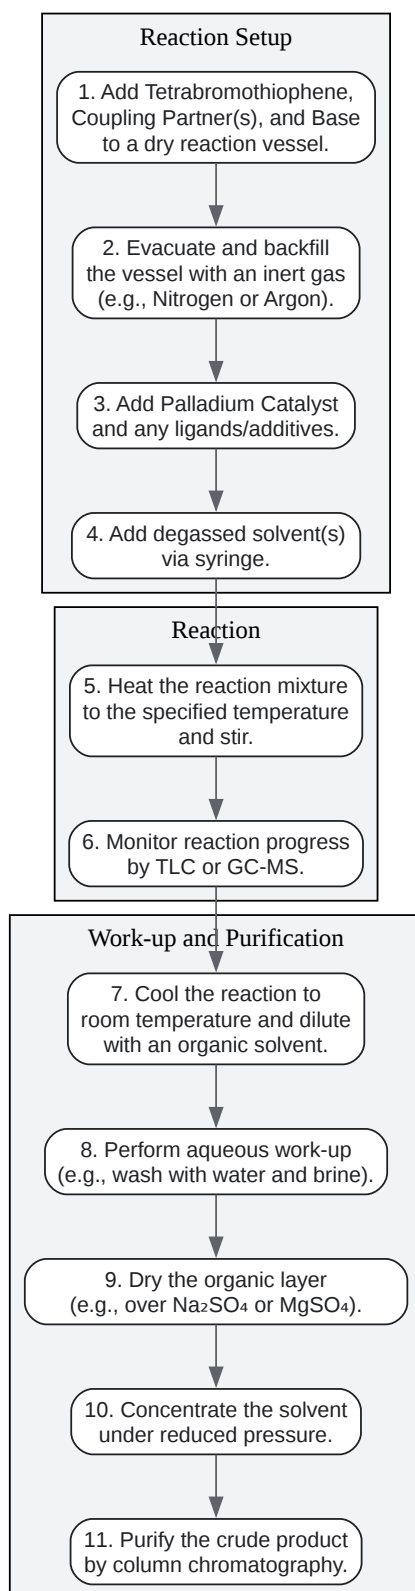 Reaction Setup
1. Add Tetrabromothiophene,
Coupling Partner(s), and Base
to a dry reaction vessel.
2. Evacuate and backfill
the vessel with an inert gas
(e.g., Nitrogen or Argon).
3. Add Palladium Catalyst
and any ligands/additives.
4. Add degassed solvent(s)
via syringe.
Reaction
5. Heat the reaction mixture
to the specified temperature
and stir.
6. Monitor reaction progress
by TLC or GC-MS.
Work-up and Purification
7. Cool the reaction to
room temperature and dilute
with an organic solvent.
8. Perform aqueous work-up
(e.g., wash with water and brine).
9. Dry the organic layer
(e.g., over Na₂SO₄ or MgSO₄).
10. Concentrate the solvent
under reduced pressure.
11. Purify the crude product
by column chromatography.